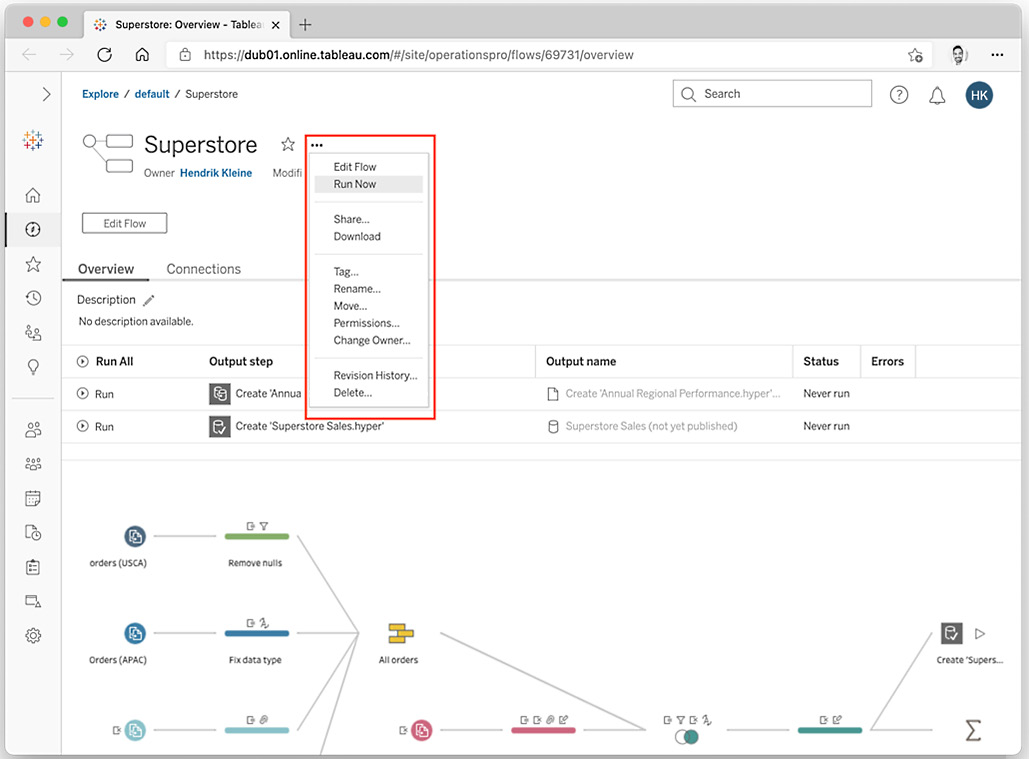 Superstore: Overview - Tablea
https://dub01.online.tableau.com/#/site/operationspro/flows/69731/overview
Explore / default / Superstore
Search
HK
Superstore
Owner Hendrik Kleine Modifi
Edit Flow
Run Now
Share...
Download
Tag...
Rename...
Move...
Permissions...
Change Owner...
Revision History...
Delete...
Edit Flow
Overview Connections
Description
No description available.
Run All Output step Output name Status Errors
Run Create 'Annua Create 'Annual Regional Performance.hyper'... Never run
Run Create 'Superstore Sales.hyper' Superstore Sales (not yet published) Never run
orders (USCA) Remove nulls
Orders (APAC) Fix data type All orders Create 'Supers...